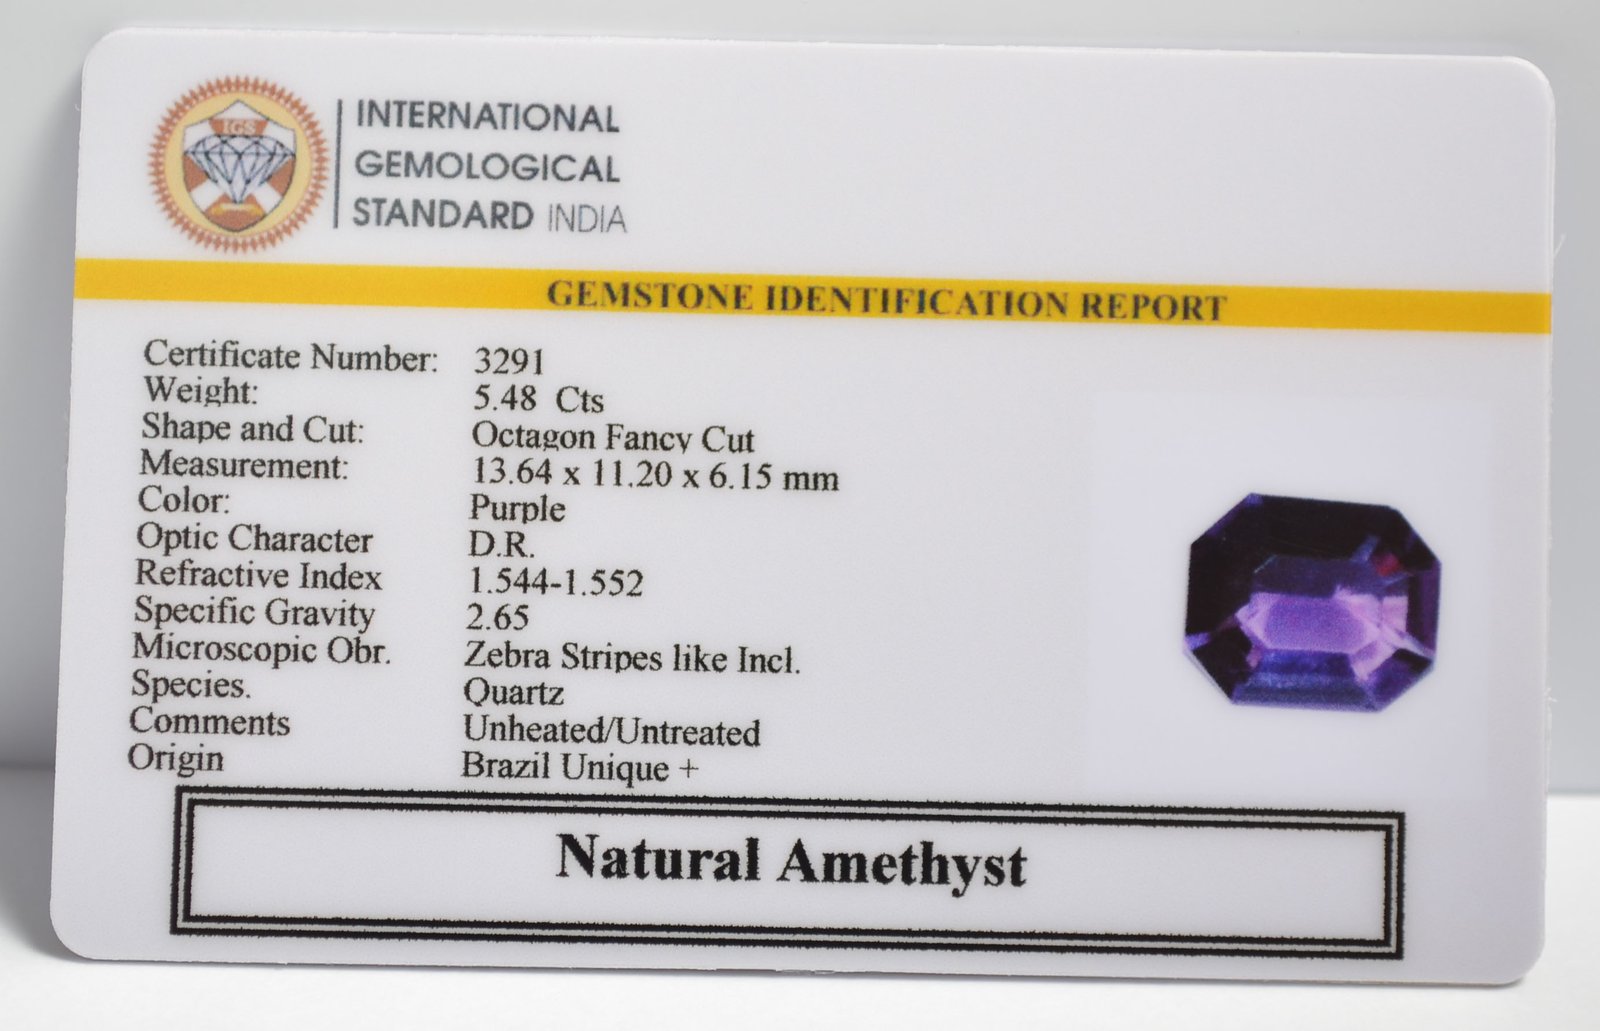 IGS
INTERNATIONAL
GEMOLOGICAL
STANDARD INDIA
GEMSTONE IDENTIFICATION REPORT
Certificate Number: 3291
Weight: 5.48 Cts
Shape and Cut: Octagon Fancy Cut
Measurement: 13.64 x 11.20 x 6.15 mm
Color: Purple
Optic Character D.R.
Refractive Index 1.544-1.552
Specific Gravity 2.65
Microscopic Obr. Zebra Stripes like Incl.
Species. Quartz
Comments Unheated/Untreated
Origin Brazil Unique +
Natural Amethyst